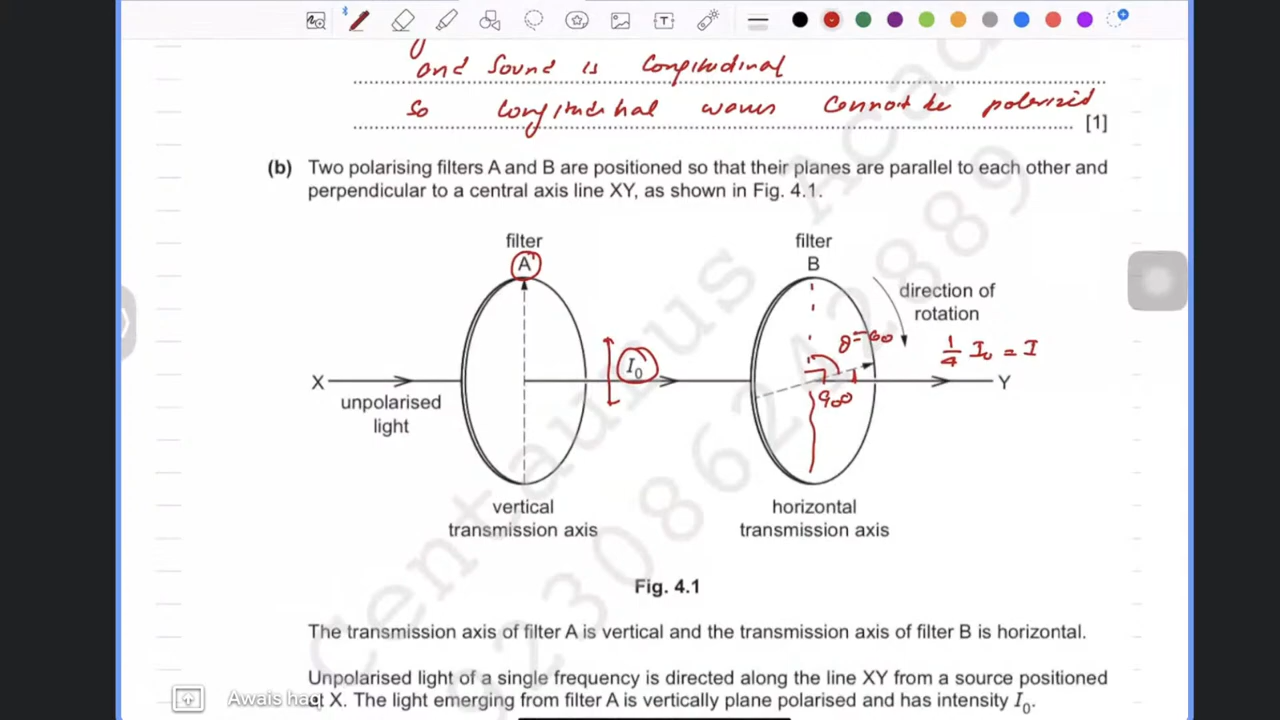 and sound is longitudinal
so longitudinal waves cannot be polarized
[1]
(b) Two polarising filters A and B are positioned so that their planes are parallel to each other and
perpendicular to a central axis line XY, as shown in Fig. 4.1.
filter
A
filter
B
direction of
rotation
θ = 60
1/4 I₀ = I
I₀
X
Y
90°
unpolarised
light
vertical
transmission axis
horizontal
transmission axis
Fig. 4.1
The transmission axis of filter A is vertical and the transmission axis of filter B is horizontal.
Unpolarised light of a single frequency is directed along the line XY from a source positioned
at X. The light emerging from filter A is vertically plane polarised and has intensity I₀.
Awais haq
Centaurus Acad
923086242889